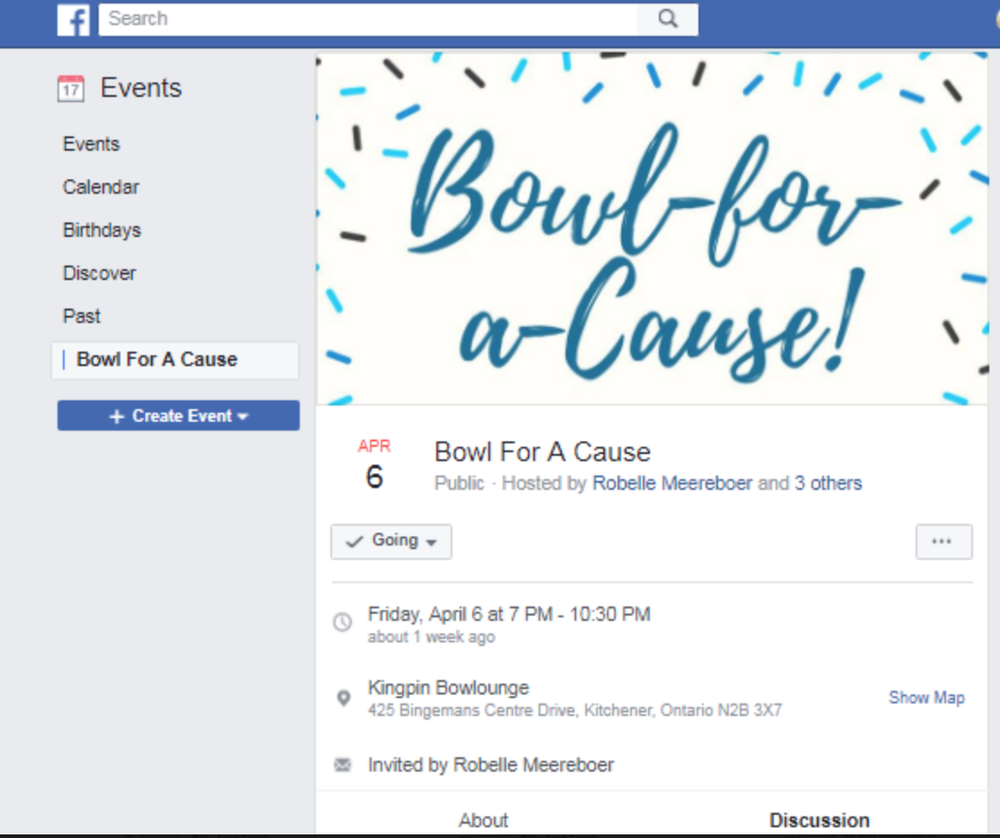 f Search
17 Events
Events
Calendar
Birthdays
Discover
Past
Bowl For A Cause
+ Create Event
Bowl-for-
a-Cause!
APR
6
Bowl For A Cause
Public · Hosted by Robelle Meereboer and 3 others
Going
...
Friday, April 6 at 7 PM - 10:30 PM
about 1 week ago
Kingpin Bowlounge
425 Bingemans Centre Drive, Kitchener, Ontario N2B 3X7
Show Map
Invited by Robelle Meereboer
About Discussion